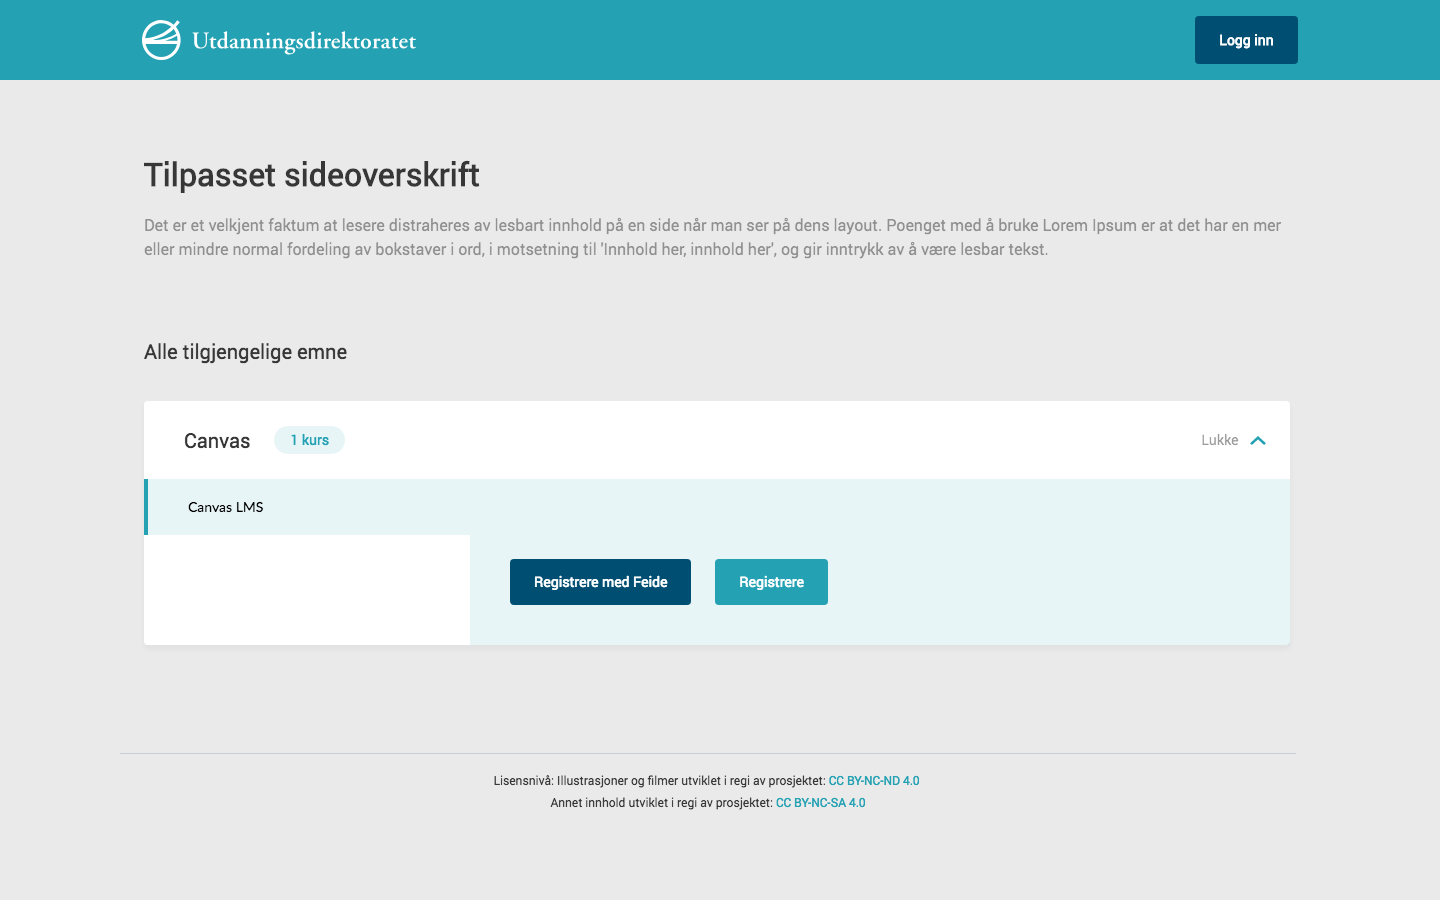 Utdanningsdirektoratet
Logg inn
Tilpasset sideoverskrift
Det er et velkjent faktum at lesere distraheres av lesbart innhold på en side når man ser på dens layout. Poenget med å bruke Lorem Ipsum er at det har en mer
eller mindre normal fordeling av bokstaver i ord, i motsetning til 'Innhold her, innhold her', og gir inntrykk av å være lesbar tekst.
Alle tilgjengelige emne
Canvas
1 kurs
Lukke
Canvas LMS
Registrere med Feide
Registrere
Lisensnivå: Illustrasjoner og filmer utviklet i regi av prosjektet: CC BY-NC-ND 4.0
Annet innhold utviklet i regi av prosjektet: CC BY-NC-SA 4.0